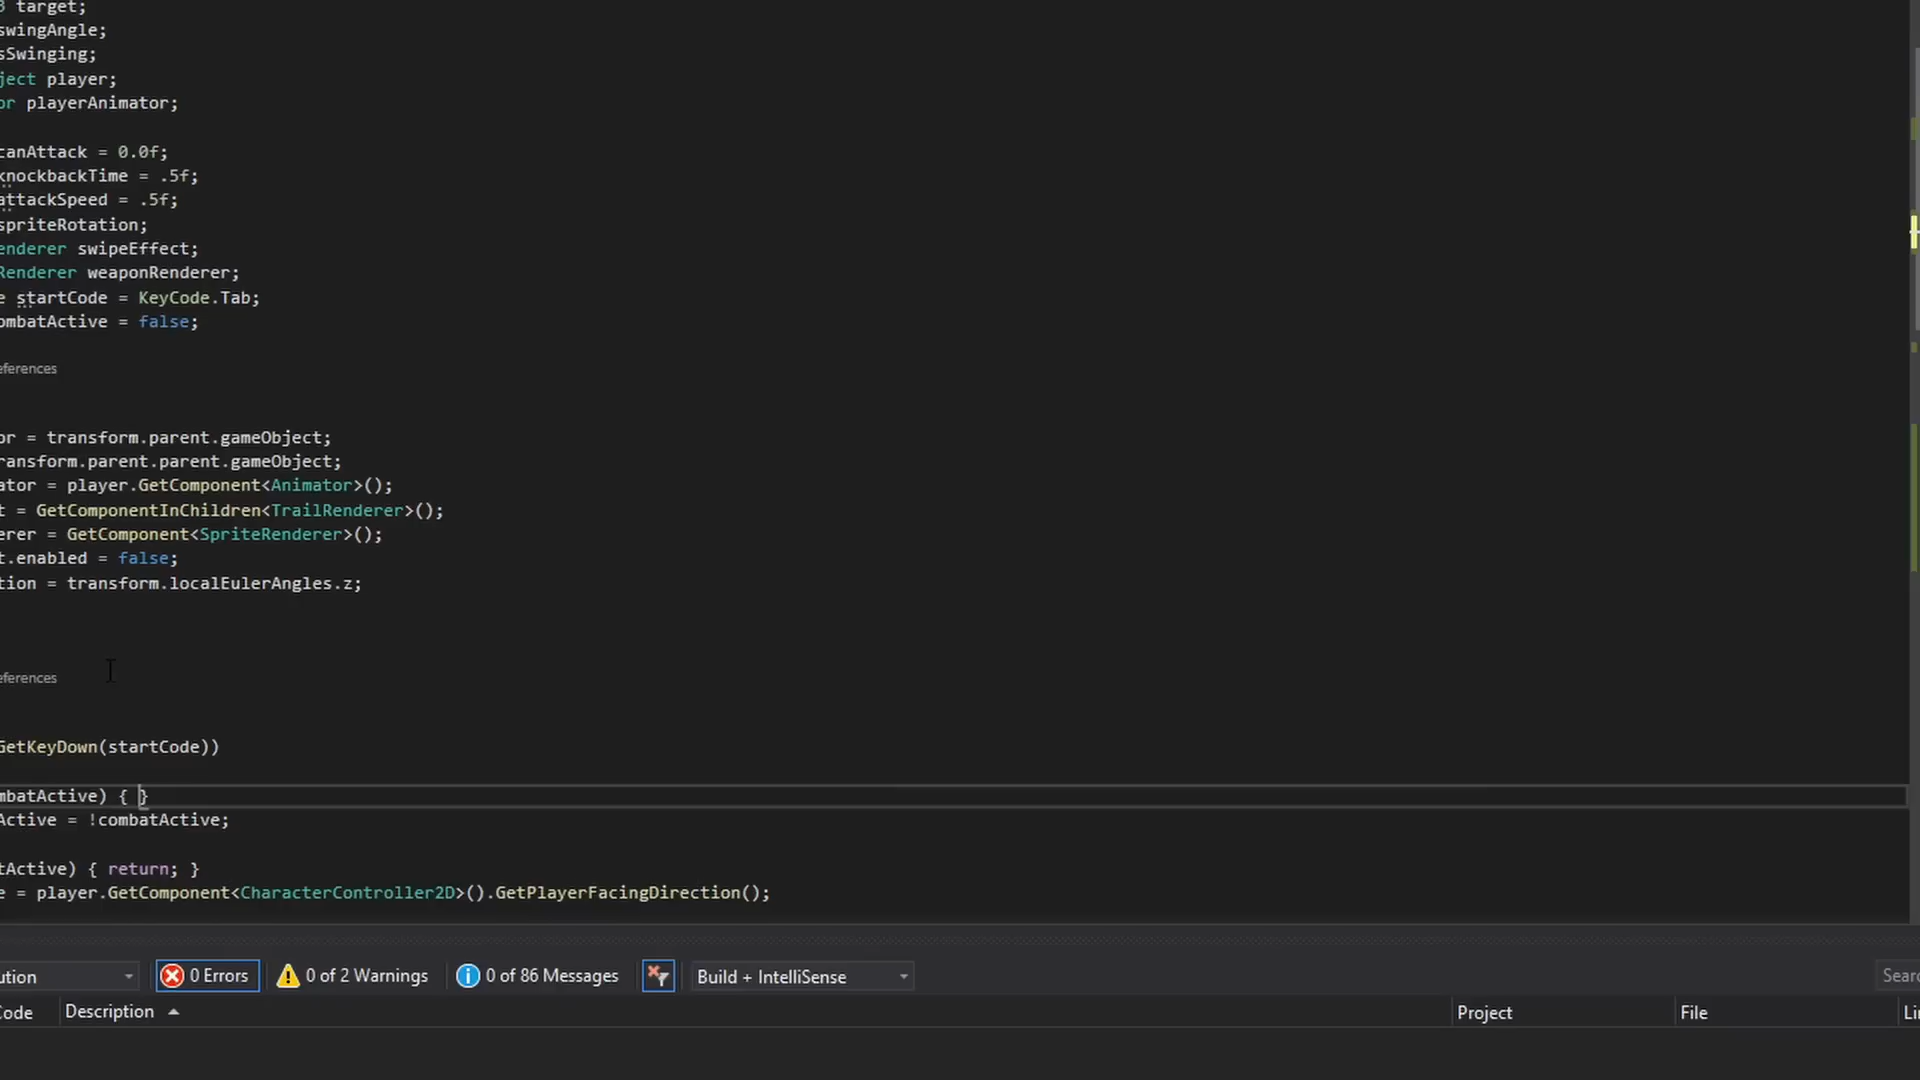 3 target;
swingAngle;
sSwinging;
ject player;
or playerAnimator;
canAttack = 0.0f;
knockbackTime = .5f;
attackSpeed = .5f;
spriteRotation;
enderer swipeEffect;
Renderer weaponRenderer;
e startCode = KeyCode.Tab;
ombatActive = false;
eferences
or = transform.parent.gameObject;
ransform.parent.parent.gameObject;
ator = player.GetComponent<Animator>();
t = GetComponentInChildren<TrailRenderer>();
erer = GetComponent<SpriteRenderer>();
t.enabled = false;
tion = transform.localEulerAngles.z;
eferences
GetKeyDown(startCode))
mbatActive) { }
Active = !combatActive;
tActive) { return; }
e = player.GetComponent<CharacterController2D>().GetPlayerFacingDirection();
ution 0 Errors 0 of 2 Warnings 0 of 86 Messages Build + IntelliSense Searc
Code Description Project File Li